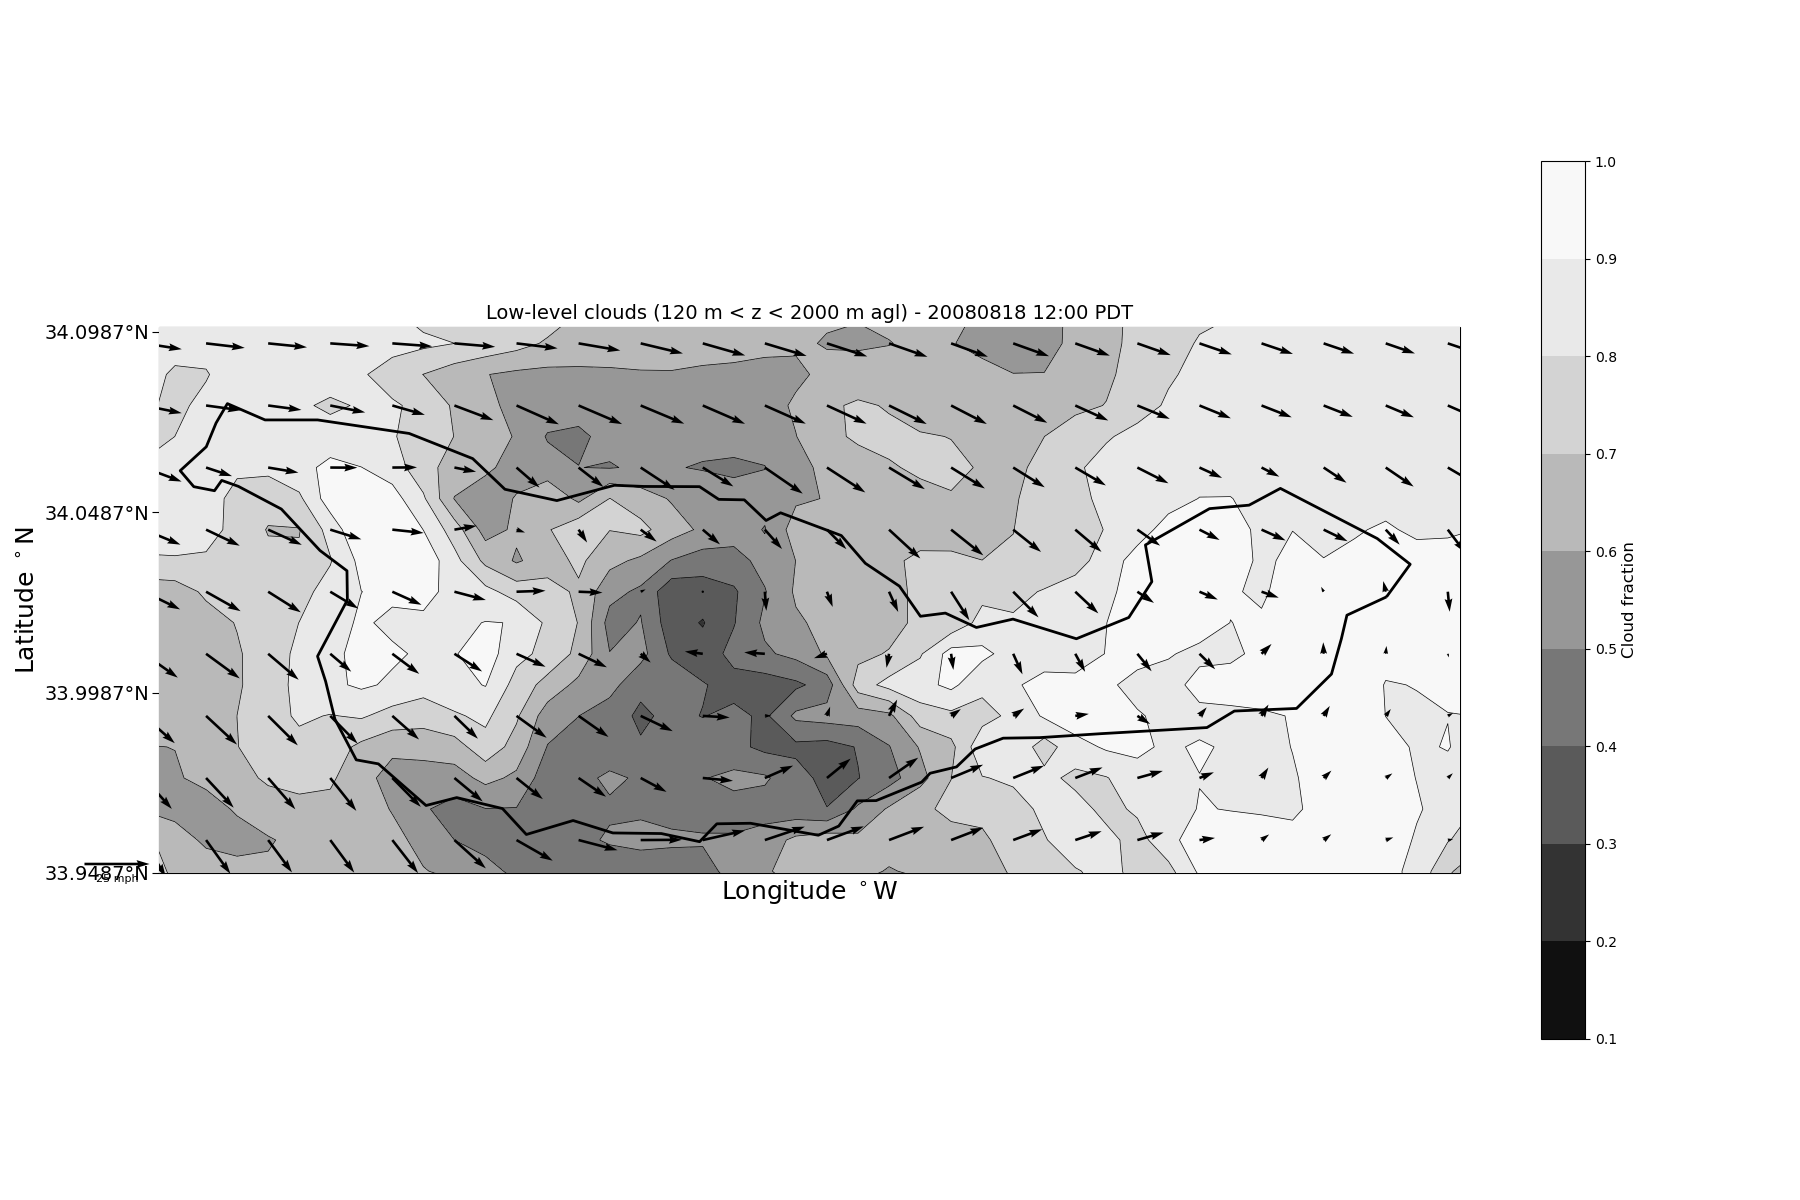 Low-level clouds (120 m < z < 2000 m agl) - 20080818 12:00 PDT
34.0987°N
34.0487°N
33.9987°N
33.9487°N
Latitude °N
Longitude °W
25 mph
1.0
0.9
0.8
0.7
0.6
0.5
0.4
0.3
0.2
0.1
Cloud fraction